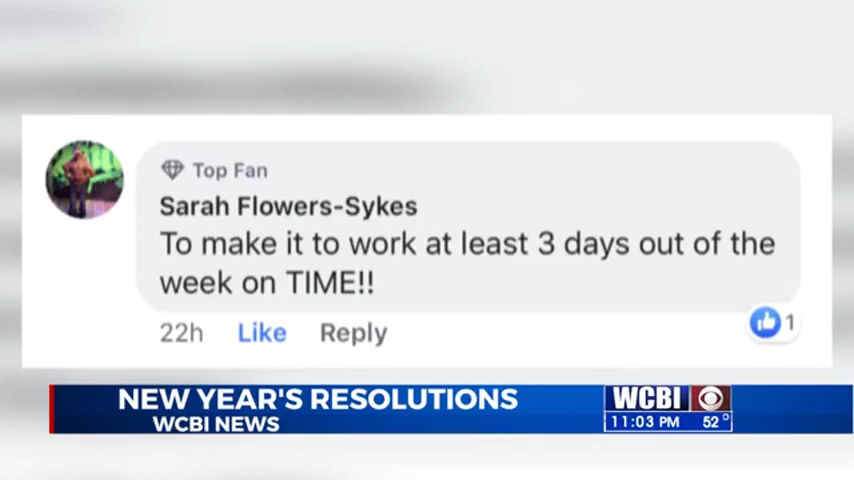 Top Fan
Sarah Flowers-Sykes
To make it to work at least 3 days out of the
week on TIME!!
22h Like Reply
1
NEW YEAR'S RESOLUTIONS
WCBI NEWS
WCBI
11:03 PM 52°